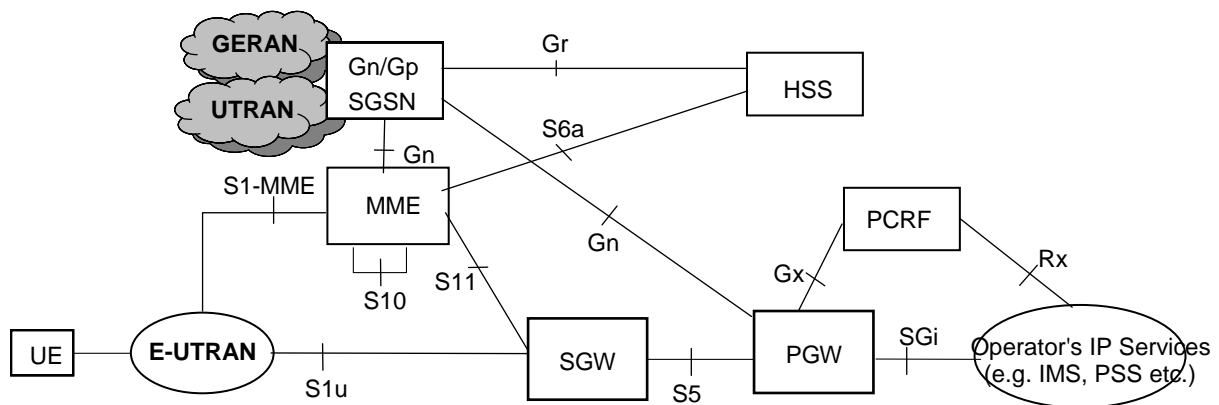 GERAN
UTRAN
Gn/Gp
SGSN
Gr
HSS
S6a
Gn
S1-MME
MME
Gn
PCRF
S10
S11
Gx
Rx
UE
E-UTRAN
S1u
SGW
S5
PGW
SGi
Operator's IP Services
(e.g. IMS, PSS etc.)